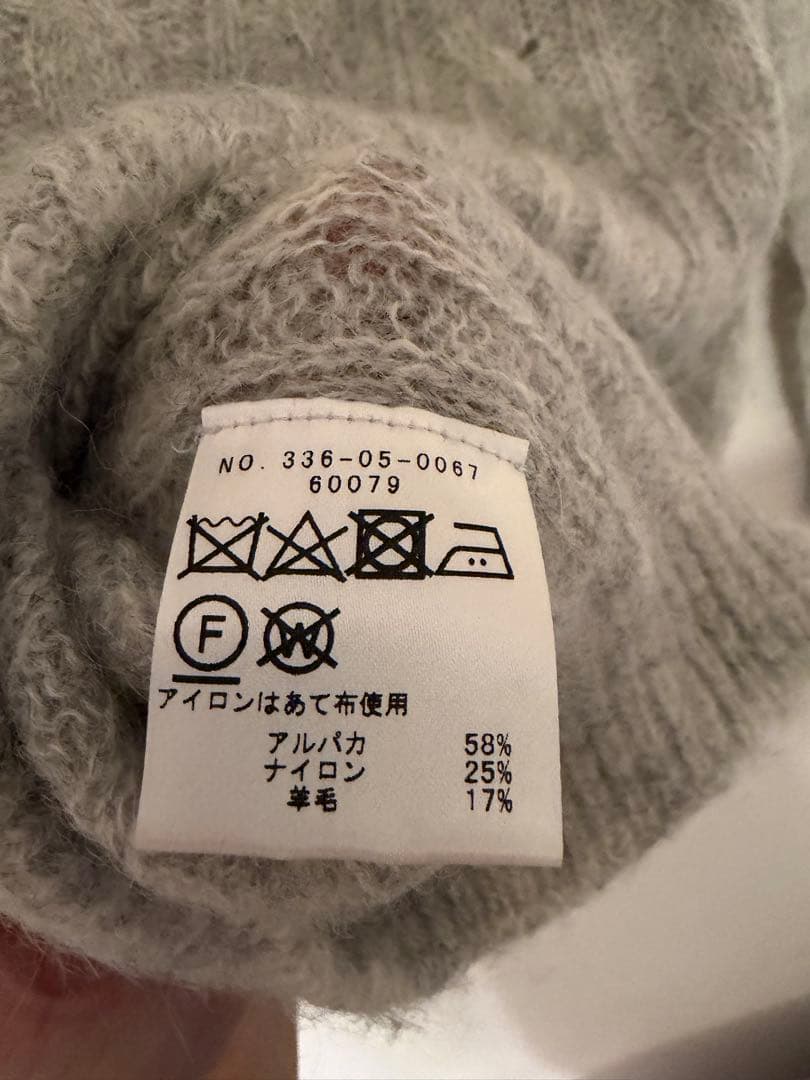 NO. 336-05-0067
60079
F W
アイロンはあて布使用
アルパカ 58%
ナイロン 25%
羊毛 17%